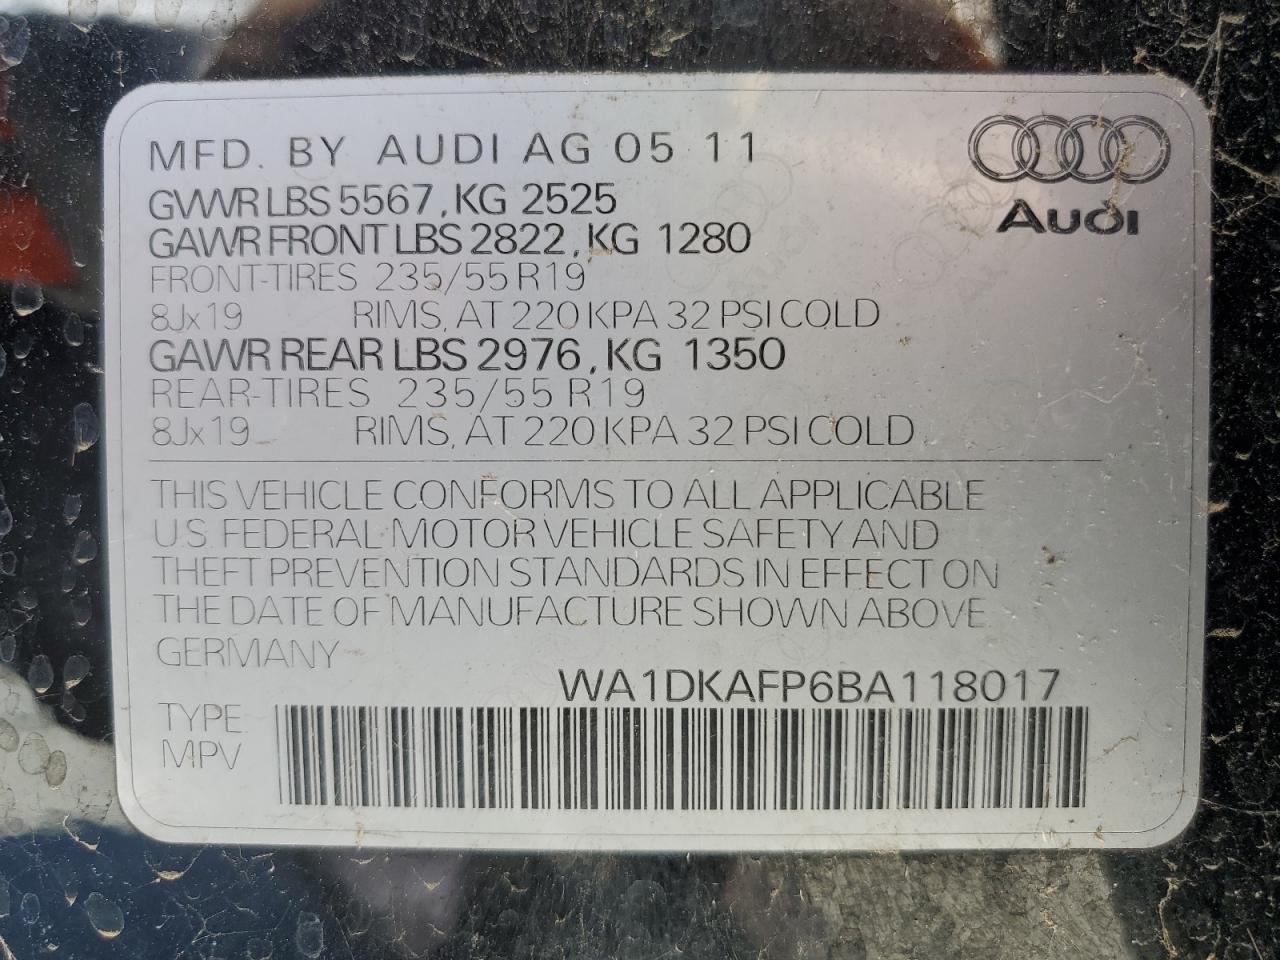 MFD. BY AUDI AG 05 11
GVWR LBS 5567, KG 2525
GAWR FRONT LBS 2822, KG 1280
FRONT-TIRES 235/55 R19
8Jx19 RIMS, AT 220 KPA 32 PSI COLD
GAWR REAR LBS 2976, KG 1350
REAR-TIRES 235/55 R19
8Jx19 RIMS, AT 220 KPA 32 PSI COLD
Audi
THIS VEHICLE CONFORMS TO ALL APPLICABLE
U.S. FEDERAL MOTOR VEHICLE SAFETY AND
THEFT PREVENTION STANDARDS IN EFFECT ON
THE DATE OF MANUFACTURE SHOWN ABOVE.
GERMANY
WA1DKAFP6BA118017
TYPE
MPV